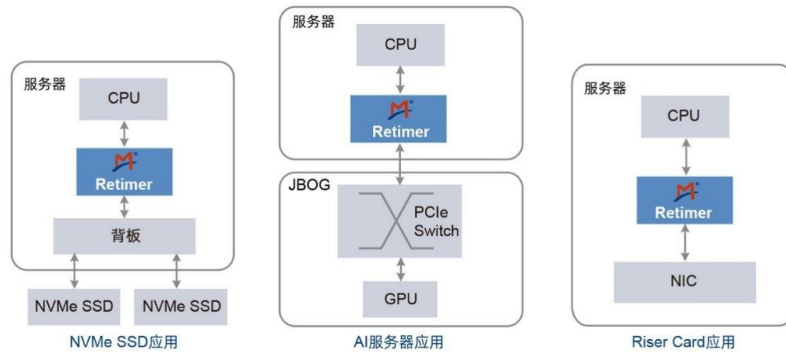 服务器
CPU
Retimer
背板
NVMe SSD
NVMe SSD
NVMe SSD应用
服务器
CPU
Retimer
JBOG
PCIe
Switch
GPU
AI服务器应用
服务器
CPU
Retimer
NIC
Riser Card应用